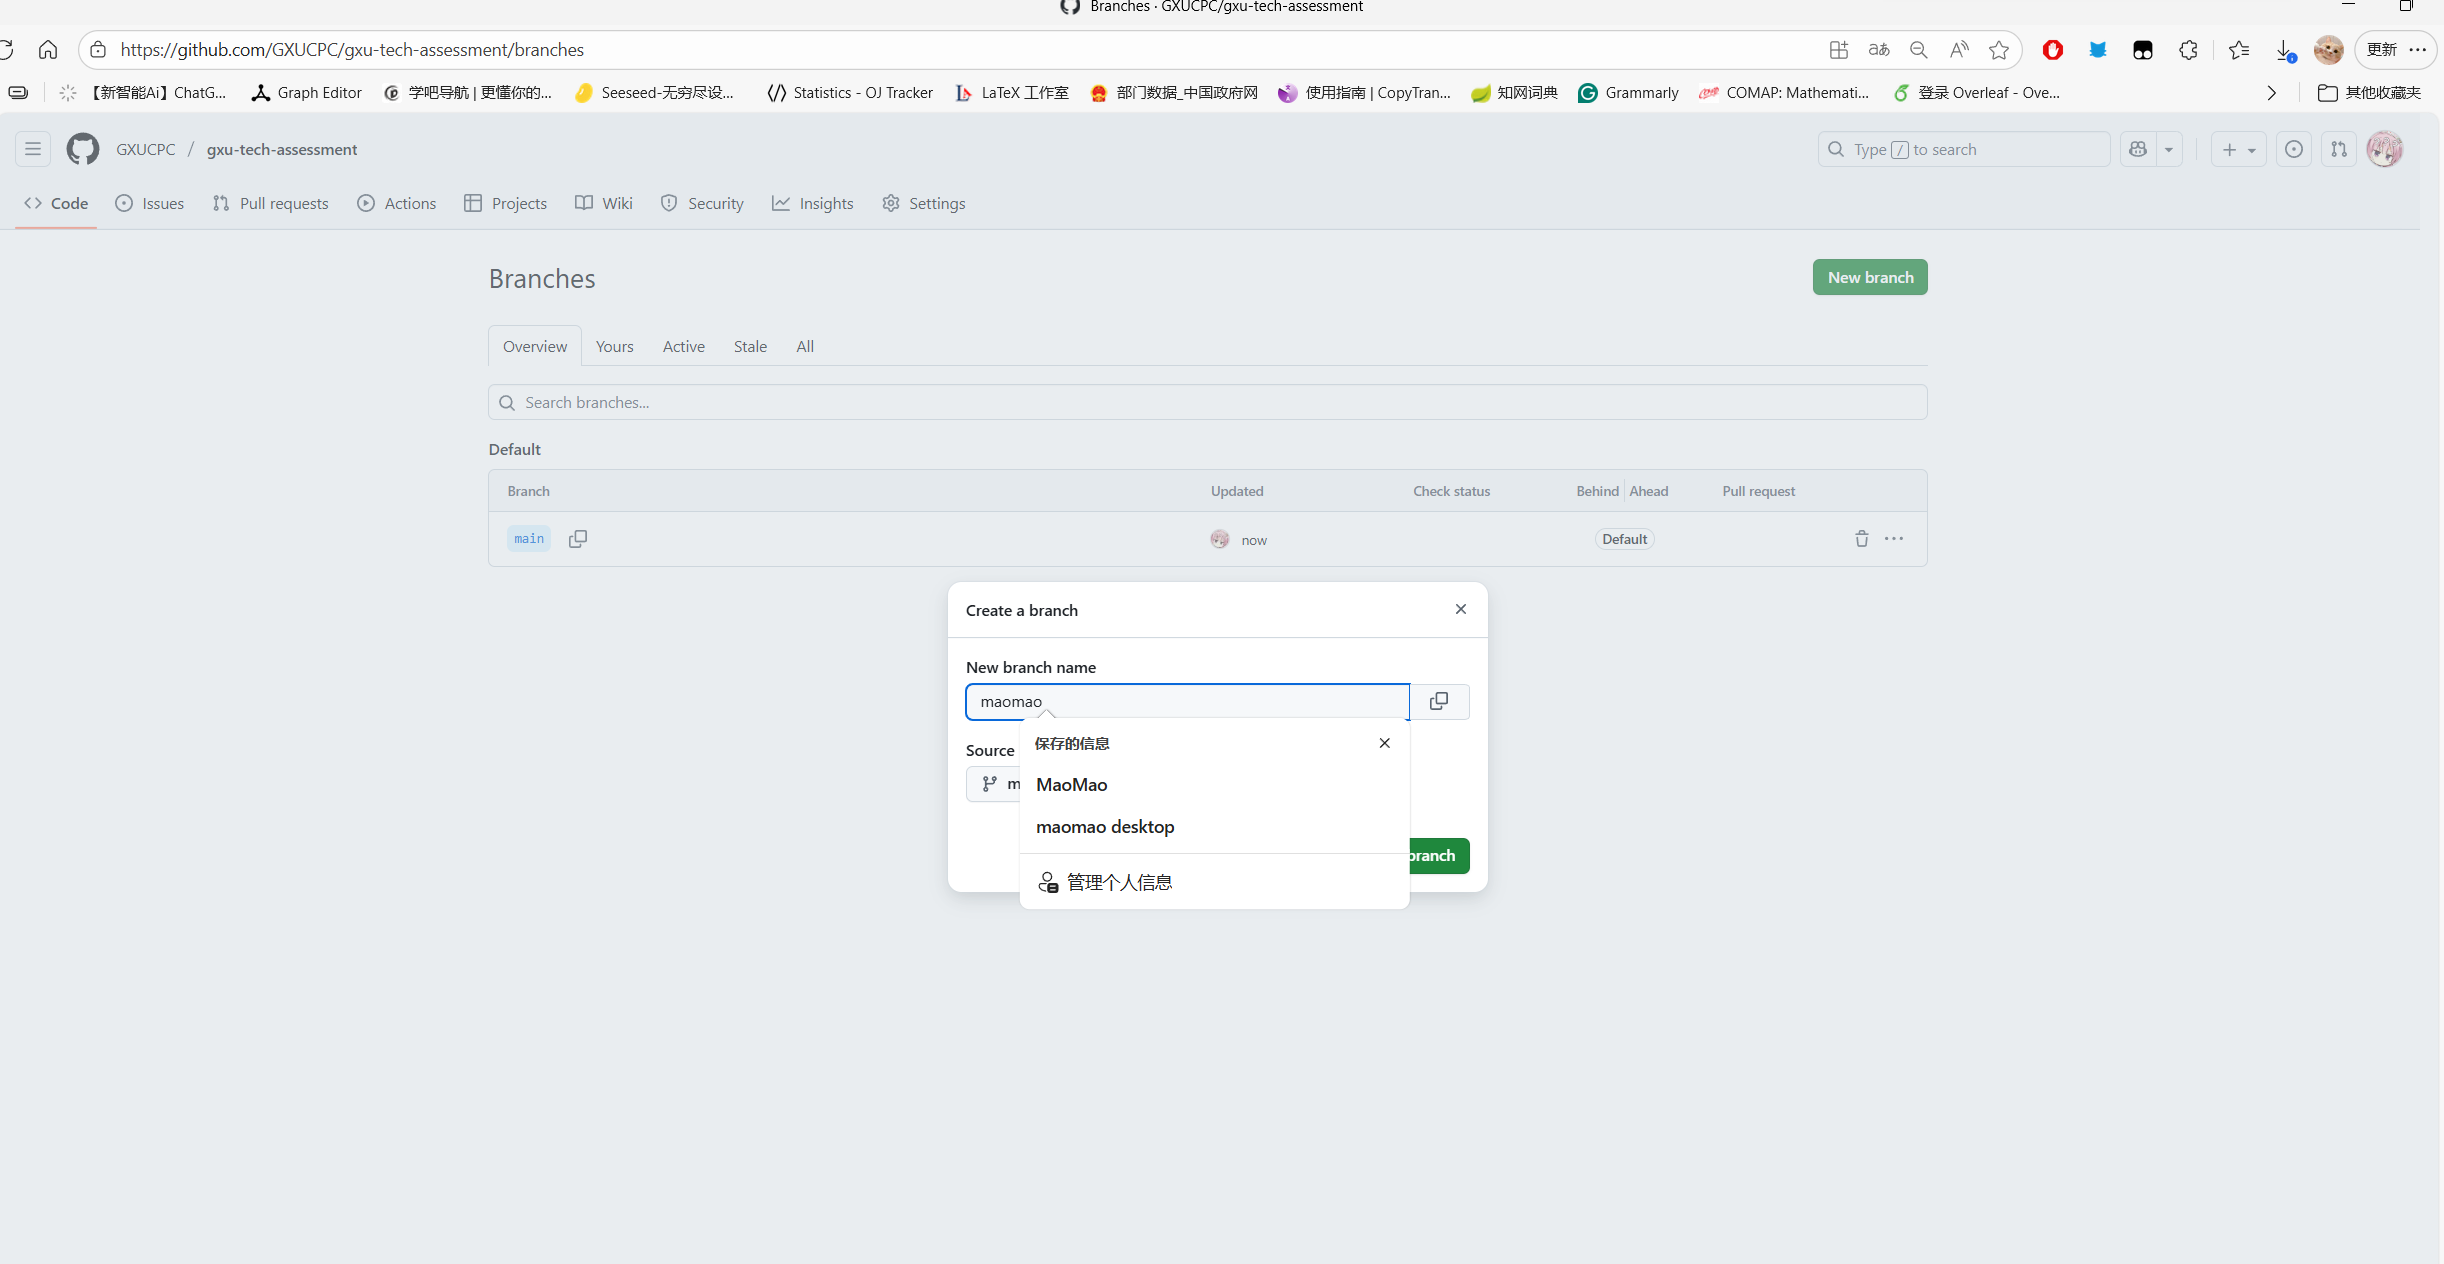 Branches · GXUCPC/gxu-tech-assessment
https://github.com/GXUCPC/gxu-tech-assessment/branches
更新
【新智能Ai】ChatG...
Graph Editor
学吧导航 | 更懂你的...
Seeseed-无穷尽设...
Statistics - OJ Tracker
LaTeX 工作室
部门数据_中国政府网
使用指南 | CopyTran...
知网词典
Grammarly
COMAP: Mathemati...
登录 Overleaf - Ove...
其他收藏夹
GXUCPC / gxu-tech-assessment
Type / to search
Code
Issues
Pull requests
Actions
Projects
Wiki
Security
Insights
Settings
Branches
New branch
Overview
Yours
Active
Stale
All
Search branches...
Default
Branch
Updated
Check status
Behind
Ahead
Pull request
main
now
Default
Create a branch
New branch name
maomao
Source
m
保存的信息
MaoMao
maomao desktop
管理个人信息
branch